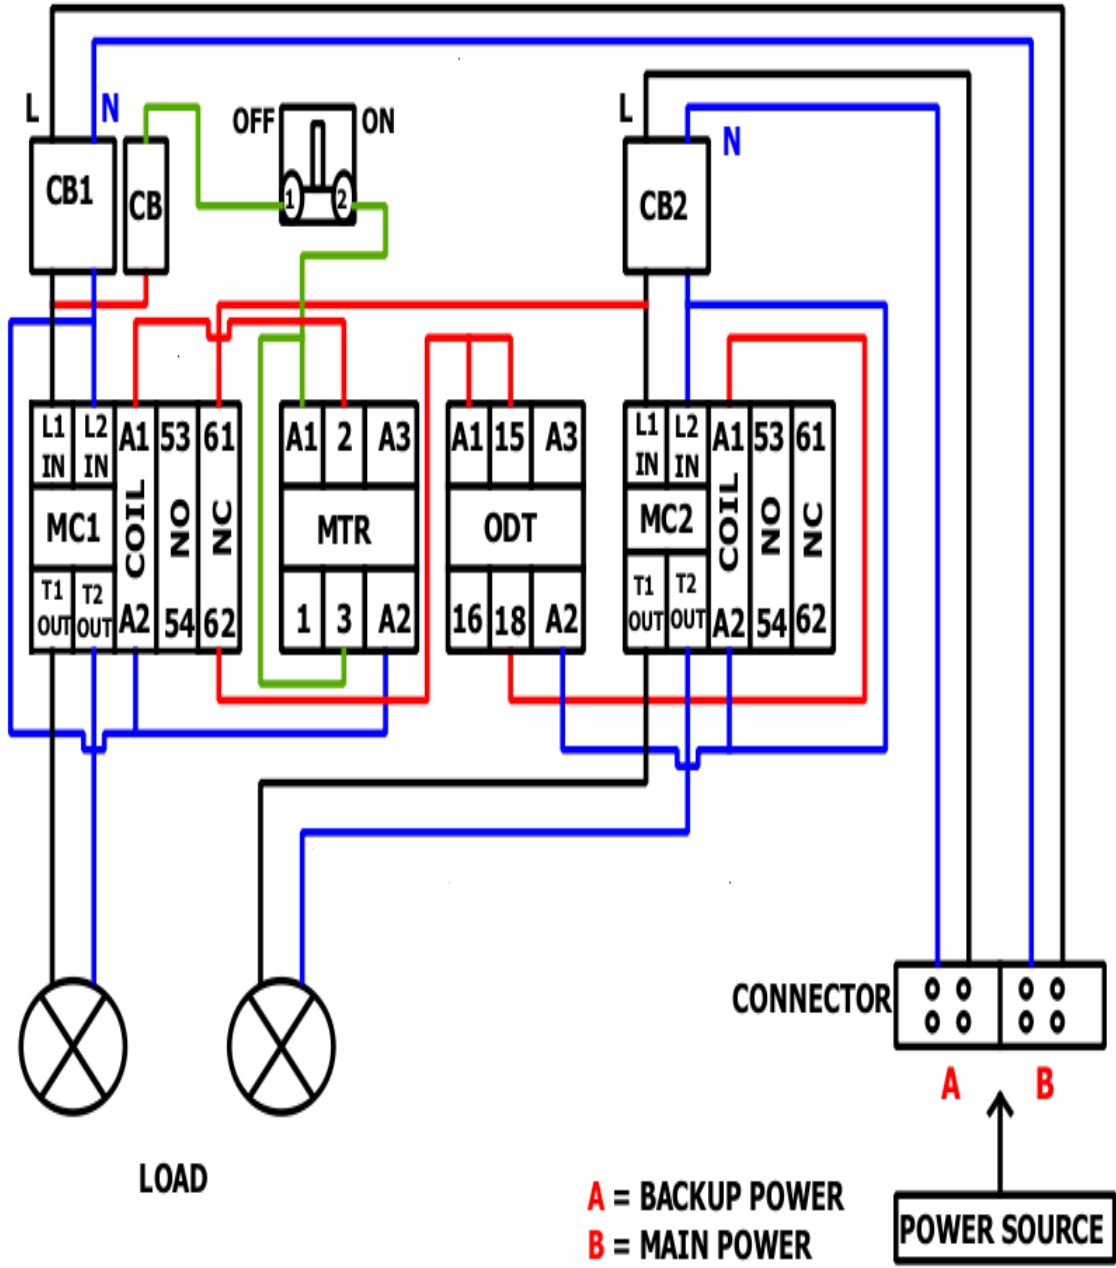 L
N
OFF
ON
L
N
CB1
CB
1
2
CB2
L1 IN
L2 IN
A1
53
61
A1
2
A3
A1
15
A3
L1 IN
L2 IN
A1
53
61
MC1
COIL
NO
NC
MTR
ODT
MC2
COIL
NO
NC
T1 OUT
T2 OUT
A2
54
62
1
3
A2
16
18
A2
T1 OUT
T2 OUT
A2
54
62
CONNECTOR
A
B
LOAD
A = BACKUP POWER
B = MAIN POWER
POWER SOURCE